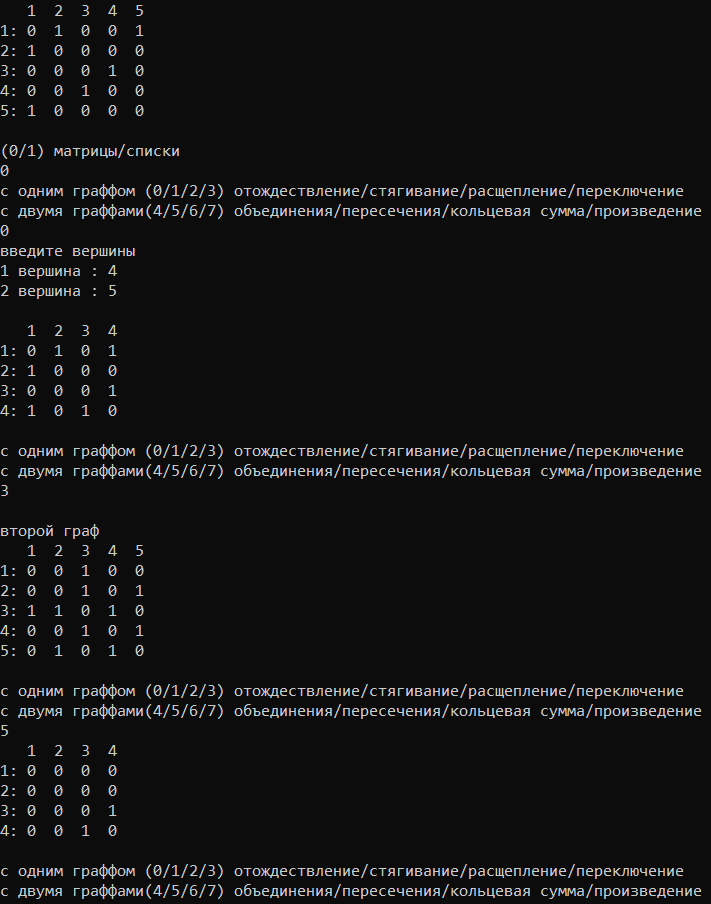 1 2 3 4 5
1: 0 1 0 0 1
2: 1 0 0 0 0
3: 0 0 0 1 0
4: 0 0 1 0 0
5: 1 0 0 0 0
(0/1) матрицы/списки
0
с одним граффом (0/1/2/3) отождествление/стягивание/расщепление/переключение
с двумя граффами(4/5/6/7) объединения/пересечения/кольцевая сумма/произведение
0
введите вершины
1 вершина : 4
2 вершина : 5
1 2 3 4
1: 0 1 0 1
2: 1 0 0 0
3: 0 0 0 1
4: 1 0 1 0
с одним граффом (0/1/2/3) отождествление/стягивание/расщепление/переключение
с двумя граффами(4/5/6/7) объединения/пересечения/кольцевая сумма/произведение
3
второй граф
1 2 3 4 5
1: 0 0 1 0 0
2: 0 0 1 0 1
3: 1 1 0 1 0
4: 0 0 1 0 1
5: 0 1 0 1 0
с одним граффом (0/1/2/3) отождествление/стягивание/расщепление/переключение
с двумя граффами(4/5/6/7) объединения/пересечения/кольцевая сумма/произведение
5
1 2 3 4
1: 0 0 0 0
2: 0 0 0 0
3: 0 0 0 1
4: 0 0 1 0
с одним граффом (0/1/2/3) отождествление/стягивание/расщепление/переключение
с двумя граффами(4/5/6/7) объединения/пересечения/кольцевая сумма/произведение